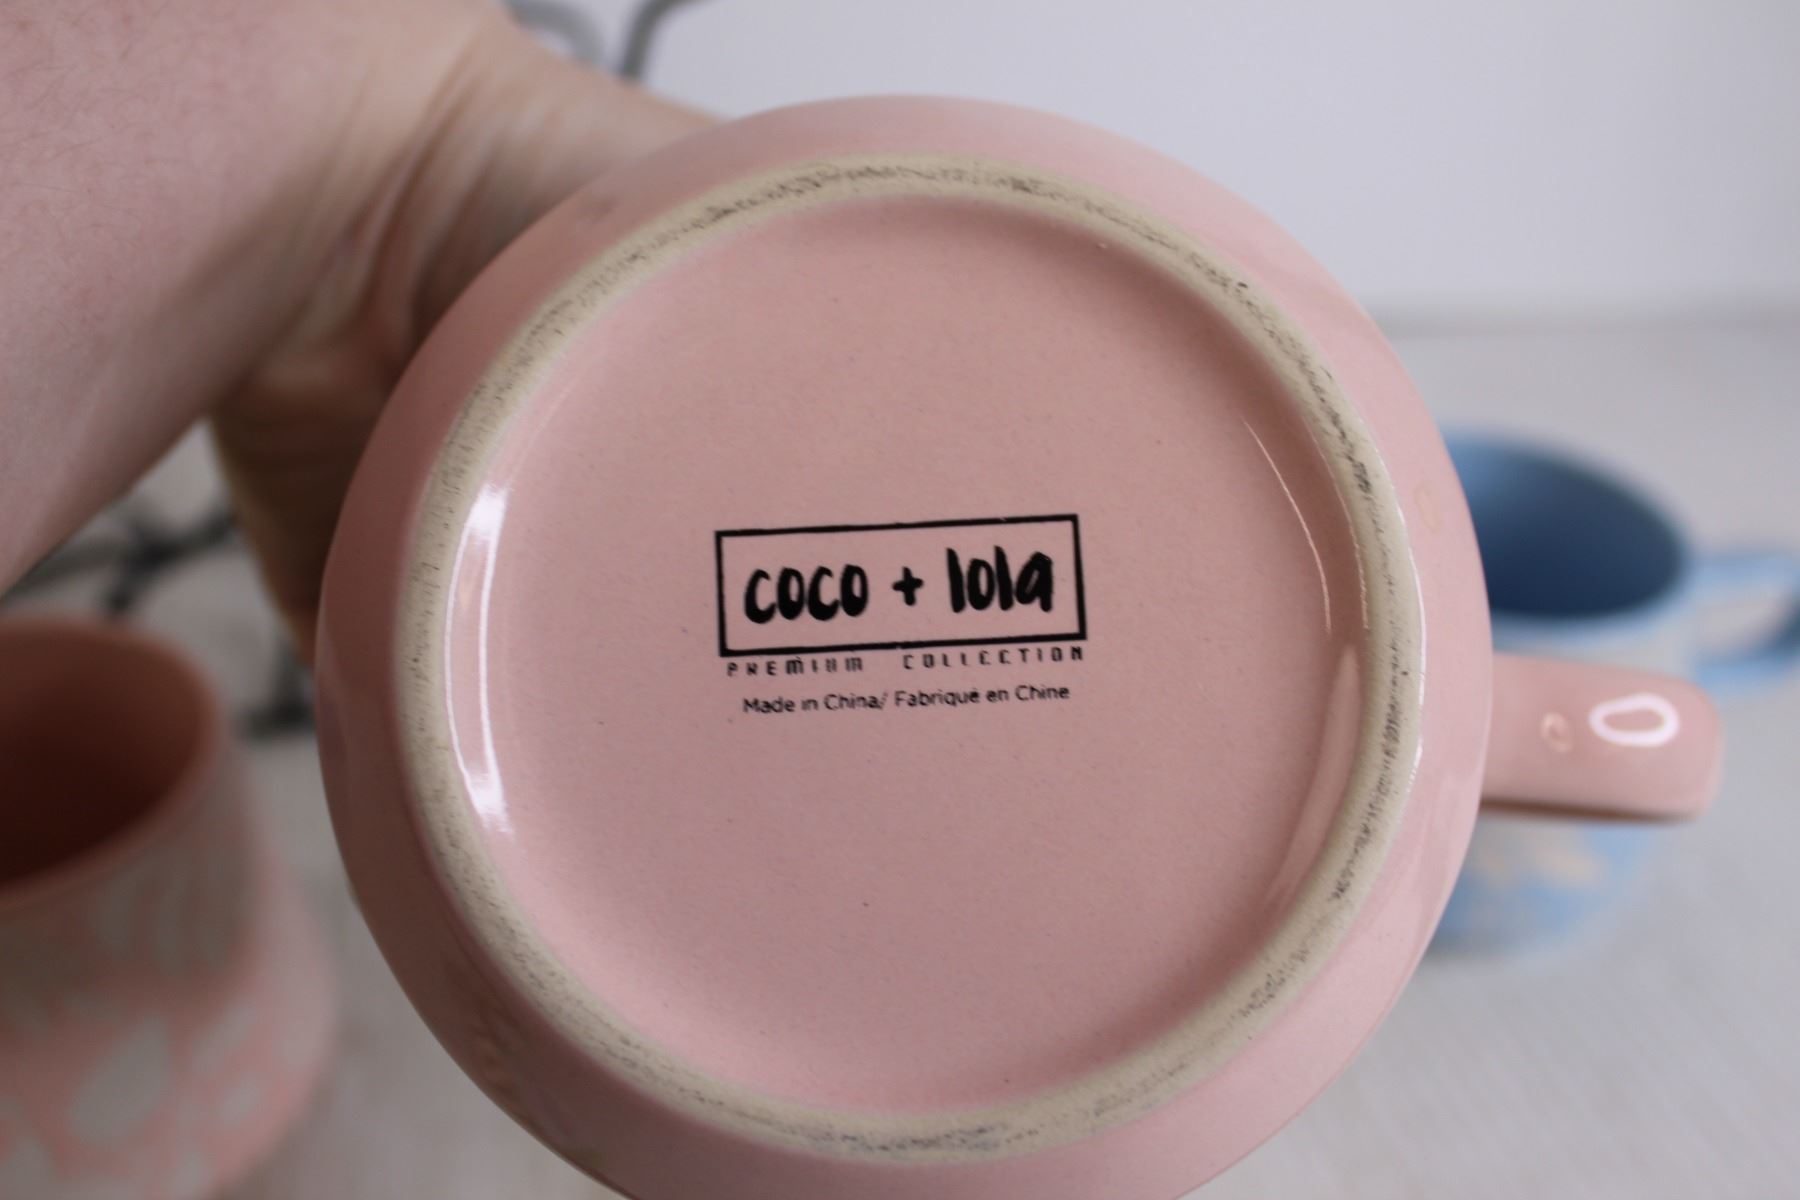 coco + lola
PREMIUM COLLECTION
Made in China/ Fabriqué en Chine